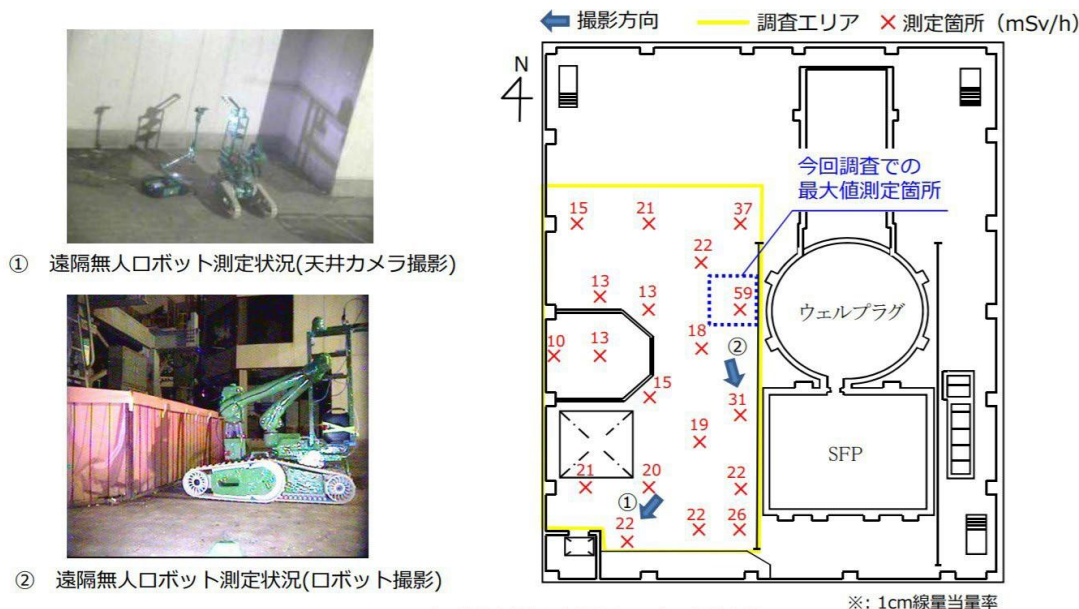 撮影方向
調査エリア
× 測定箇所（mSv/h）
N
今回調査での
最大値測定箇所
15
21
37
22
13
13
59
ウェルプラグ
10
13
18
②
15
31
19
SFP
21
20
22
①
22
22
26
① 遠隔無人ロボット測定状況(天井カメラ撮影)
② 遠隔無人ロボット測定状況(ロボット撮影)
※: 1cm線量当量率